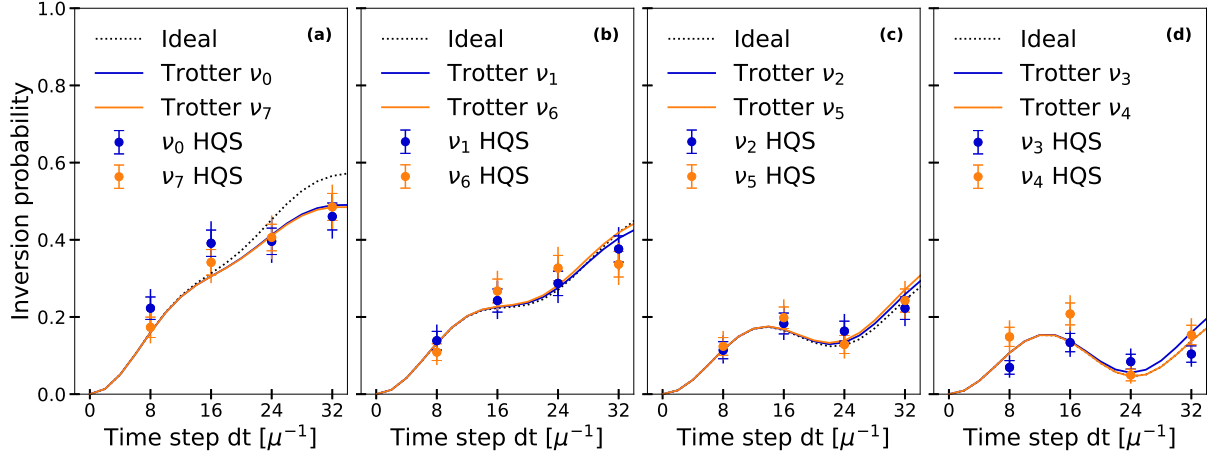 1.0
0.8
0.6
0.4
0.2
0.0
Inversion probability
(a)
Ideal
Trotter ν₀
Trotter ν₇
ν₀ HQS
ν₇ HQS
0 8 16 24 32
Time step dt [μ⁻¹]
(b)
Ideal
Trotter ν₁
Trotter ν₆
ν₁ HQS
ν₆ HQS
0 8 16 24 32
Time step dt [μ⁻¹]
(c)
Ideal
Trotter ν₂
Trotter ν₅
ν₂ HQS
ν₅ HQS
0 8 16 24 32
Time step dt [μ⁻¹]
(d)
Ideal
Trotter ν₃
Trotter ν₄
ν₃ HQS
ν₄ HQS
0 8 16 24 32
Time step dt [μ⁻¹]